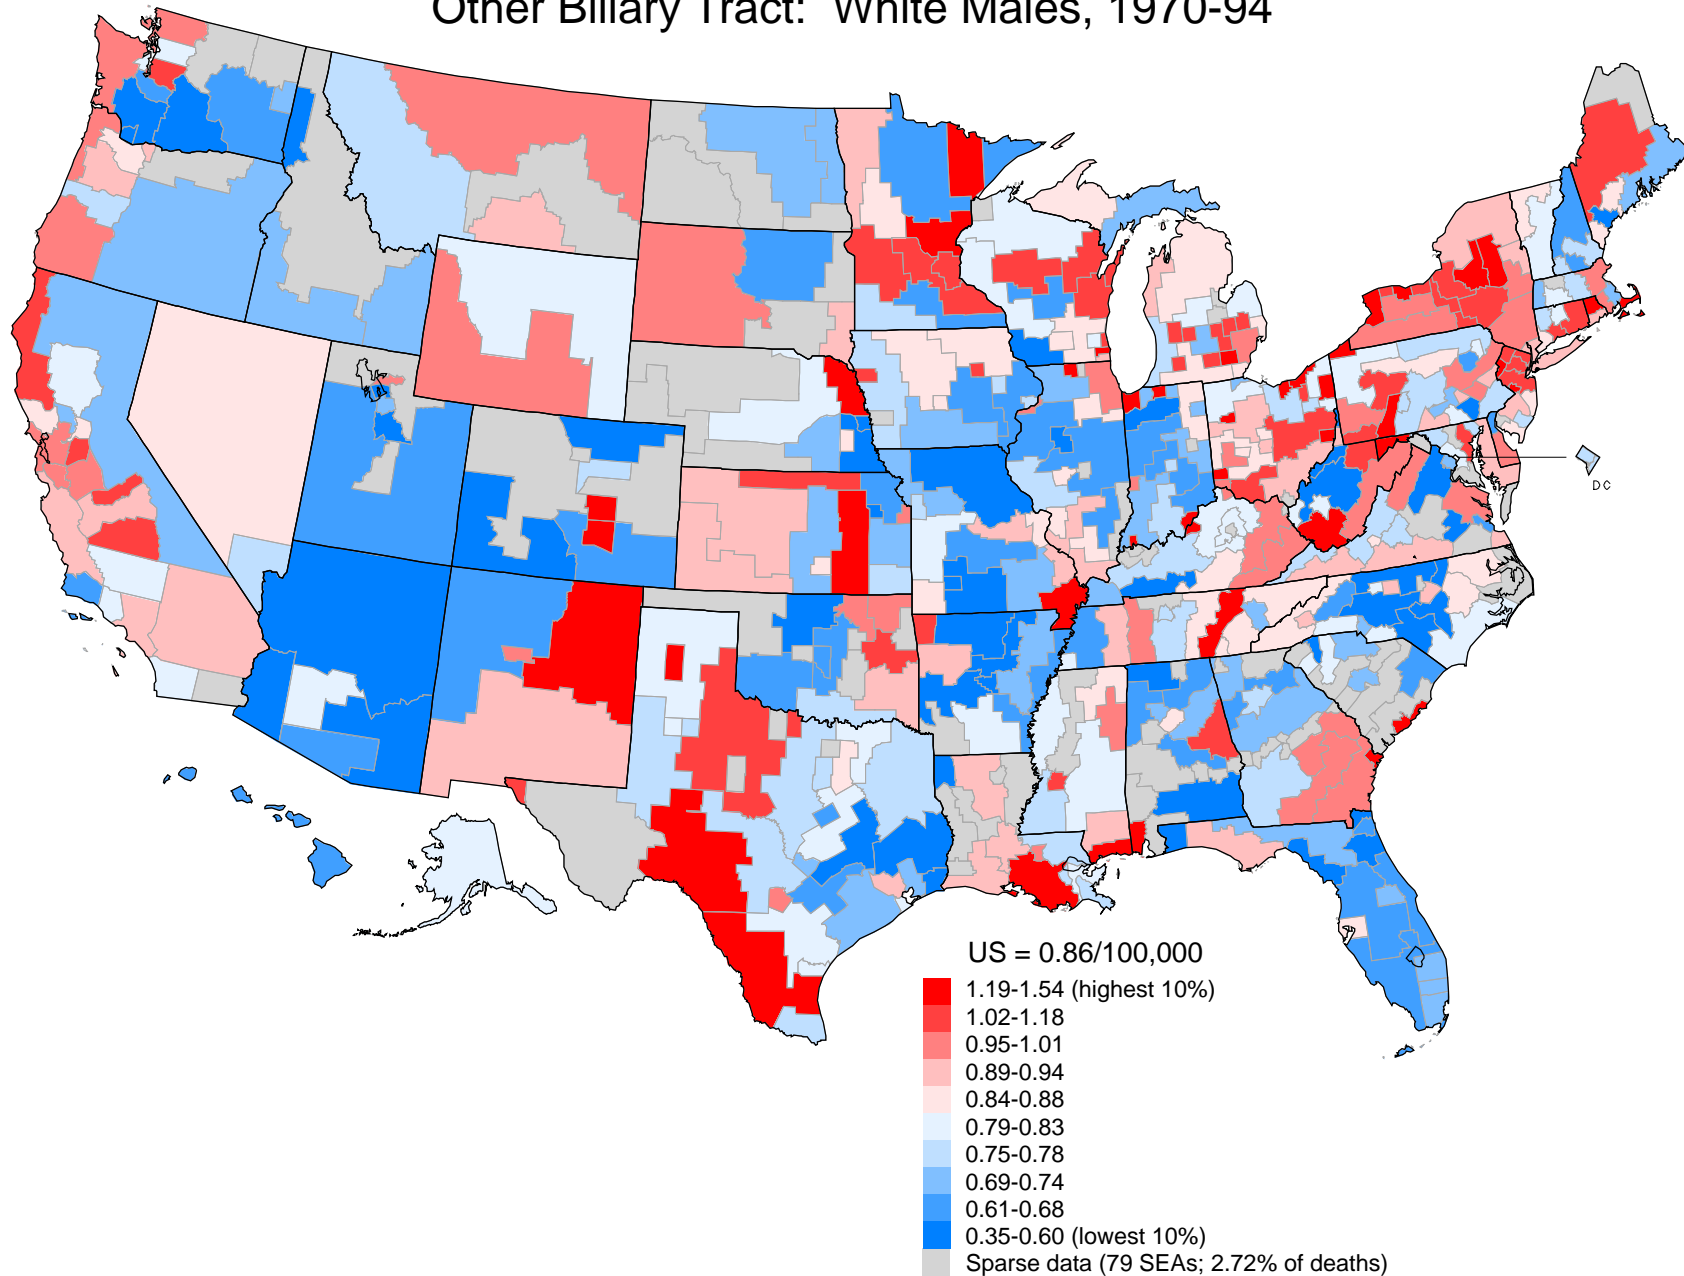 Other Biliary Tract:  White Males, 1970-94
DC
US = 0.86/100,000
1.19-1.54 (highest 10%)
1.02-1.18
0.95-1.01
0.89-0.94
0.84-0.88
0.79-0.83
0.75-0.78
0.69-0.74
0.61-0.68
0.35-0.60 (lowest 10%)
Sparse data (79 SEAs; 2.72% of deaths)